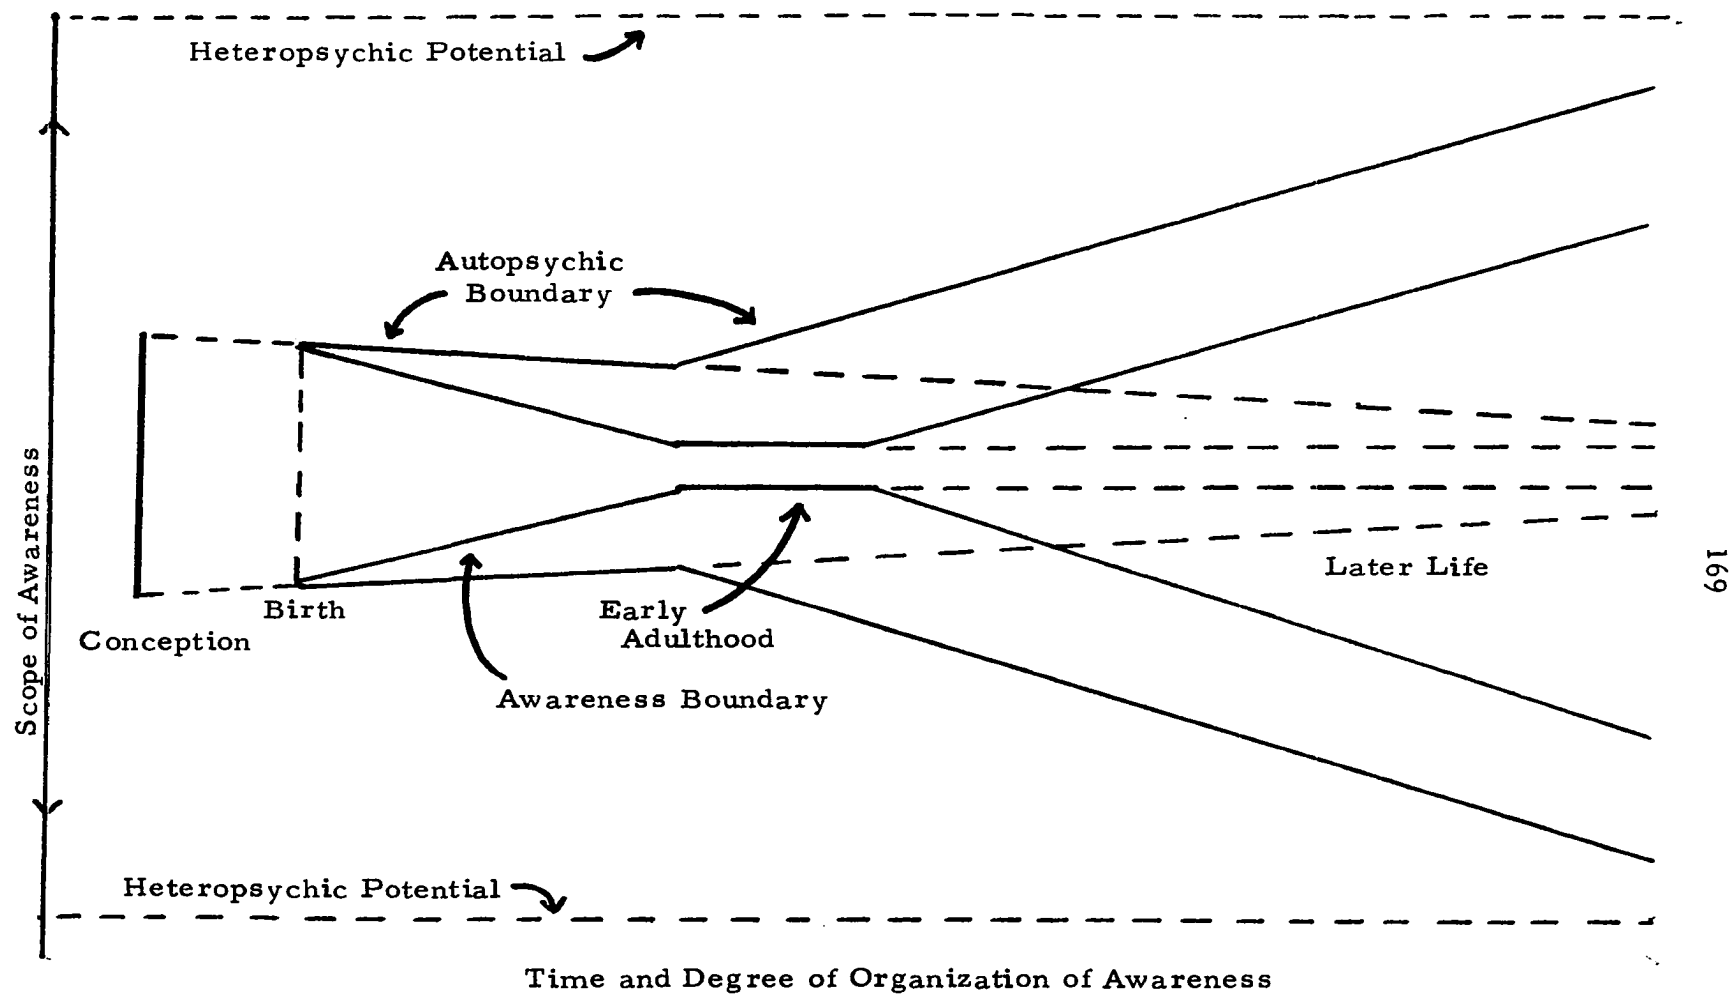 Heteropsychic Potential
Autopsychic
Boundary
Scope of Awareness
Later Life
169
Birth
Early
Adulthood
Conception
Awareness Boundary
Heteropsychic Potential
Time and Degree of Organization of Awareness